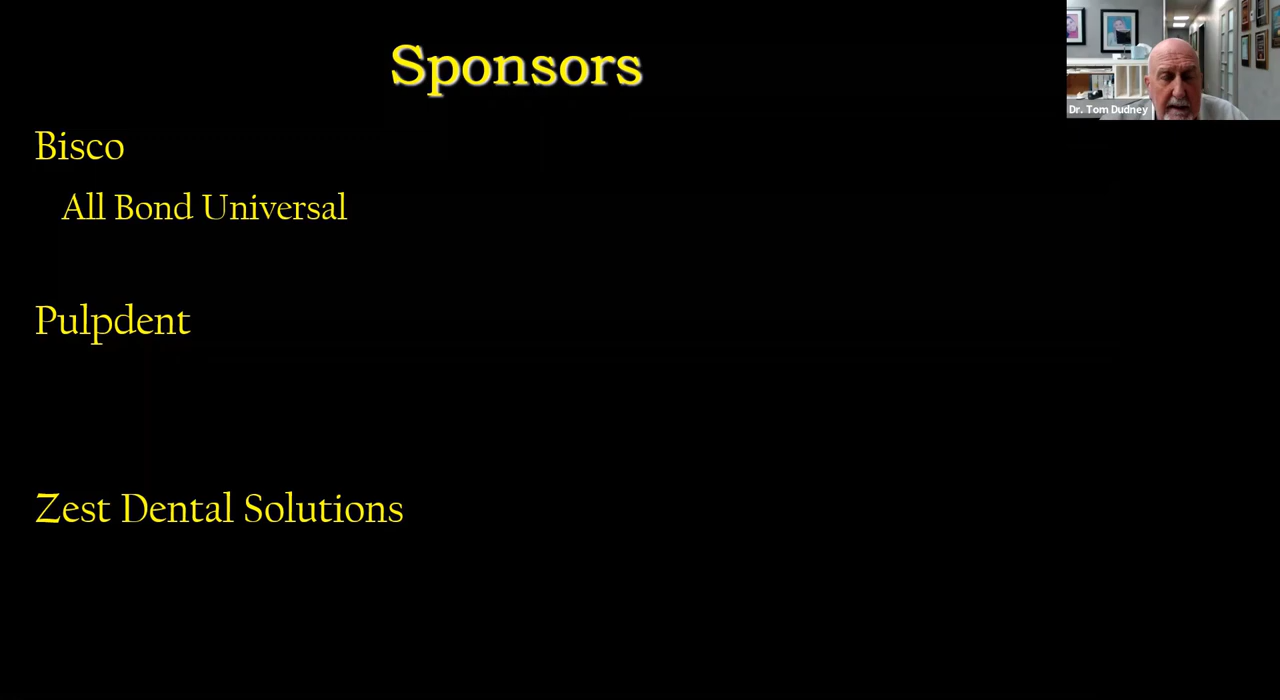 Sponsors
Dr. Tom Dudney
Bisco
All Bond Universal
Pulpdent
Zest Dental Solutions